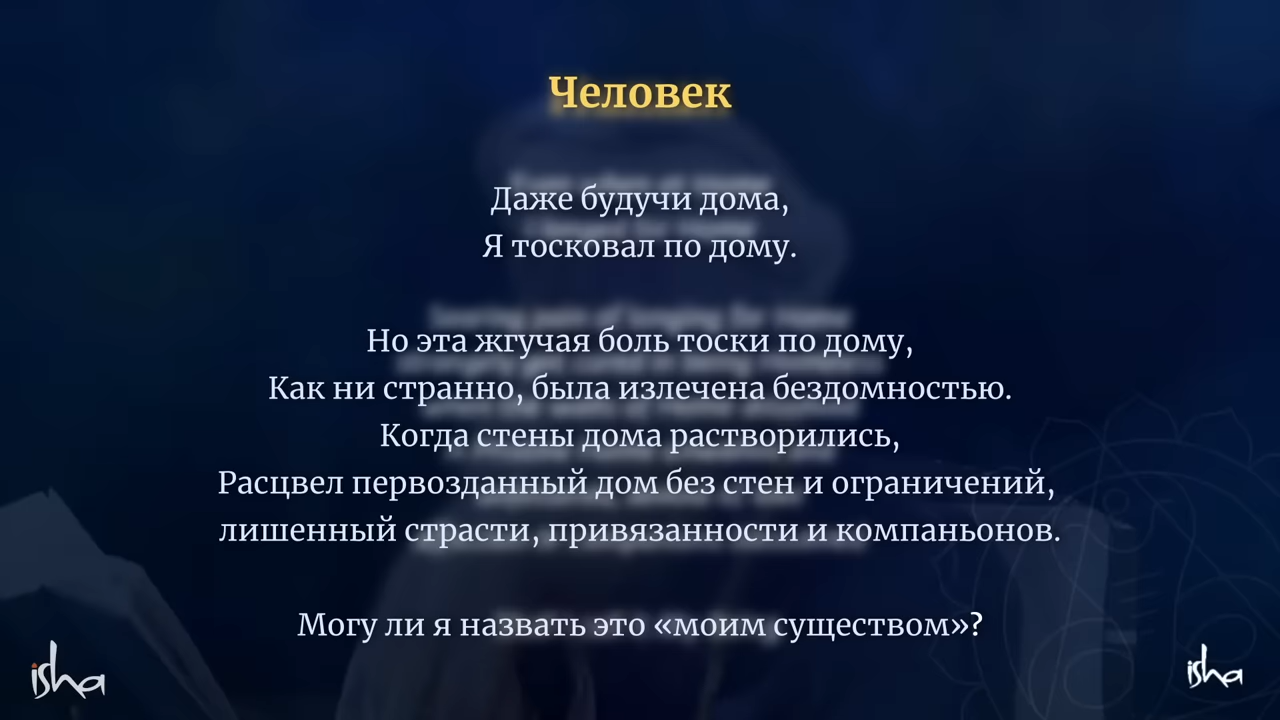 Человек
Даже будучи дома,
Я тосковал по дому.
Но эта жгучая боль тоски по дому,
Как ни странно, была излечена бездомностью.
Когда стены дома растворились,
Расцвел первозданный дом без стен и ограничений,
лишенный страсти, привязанности и компаньонов.
Могу ли я назвать это «моим существом»?
isha
isha